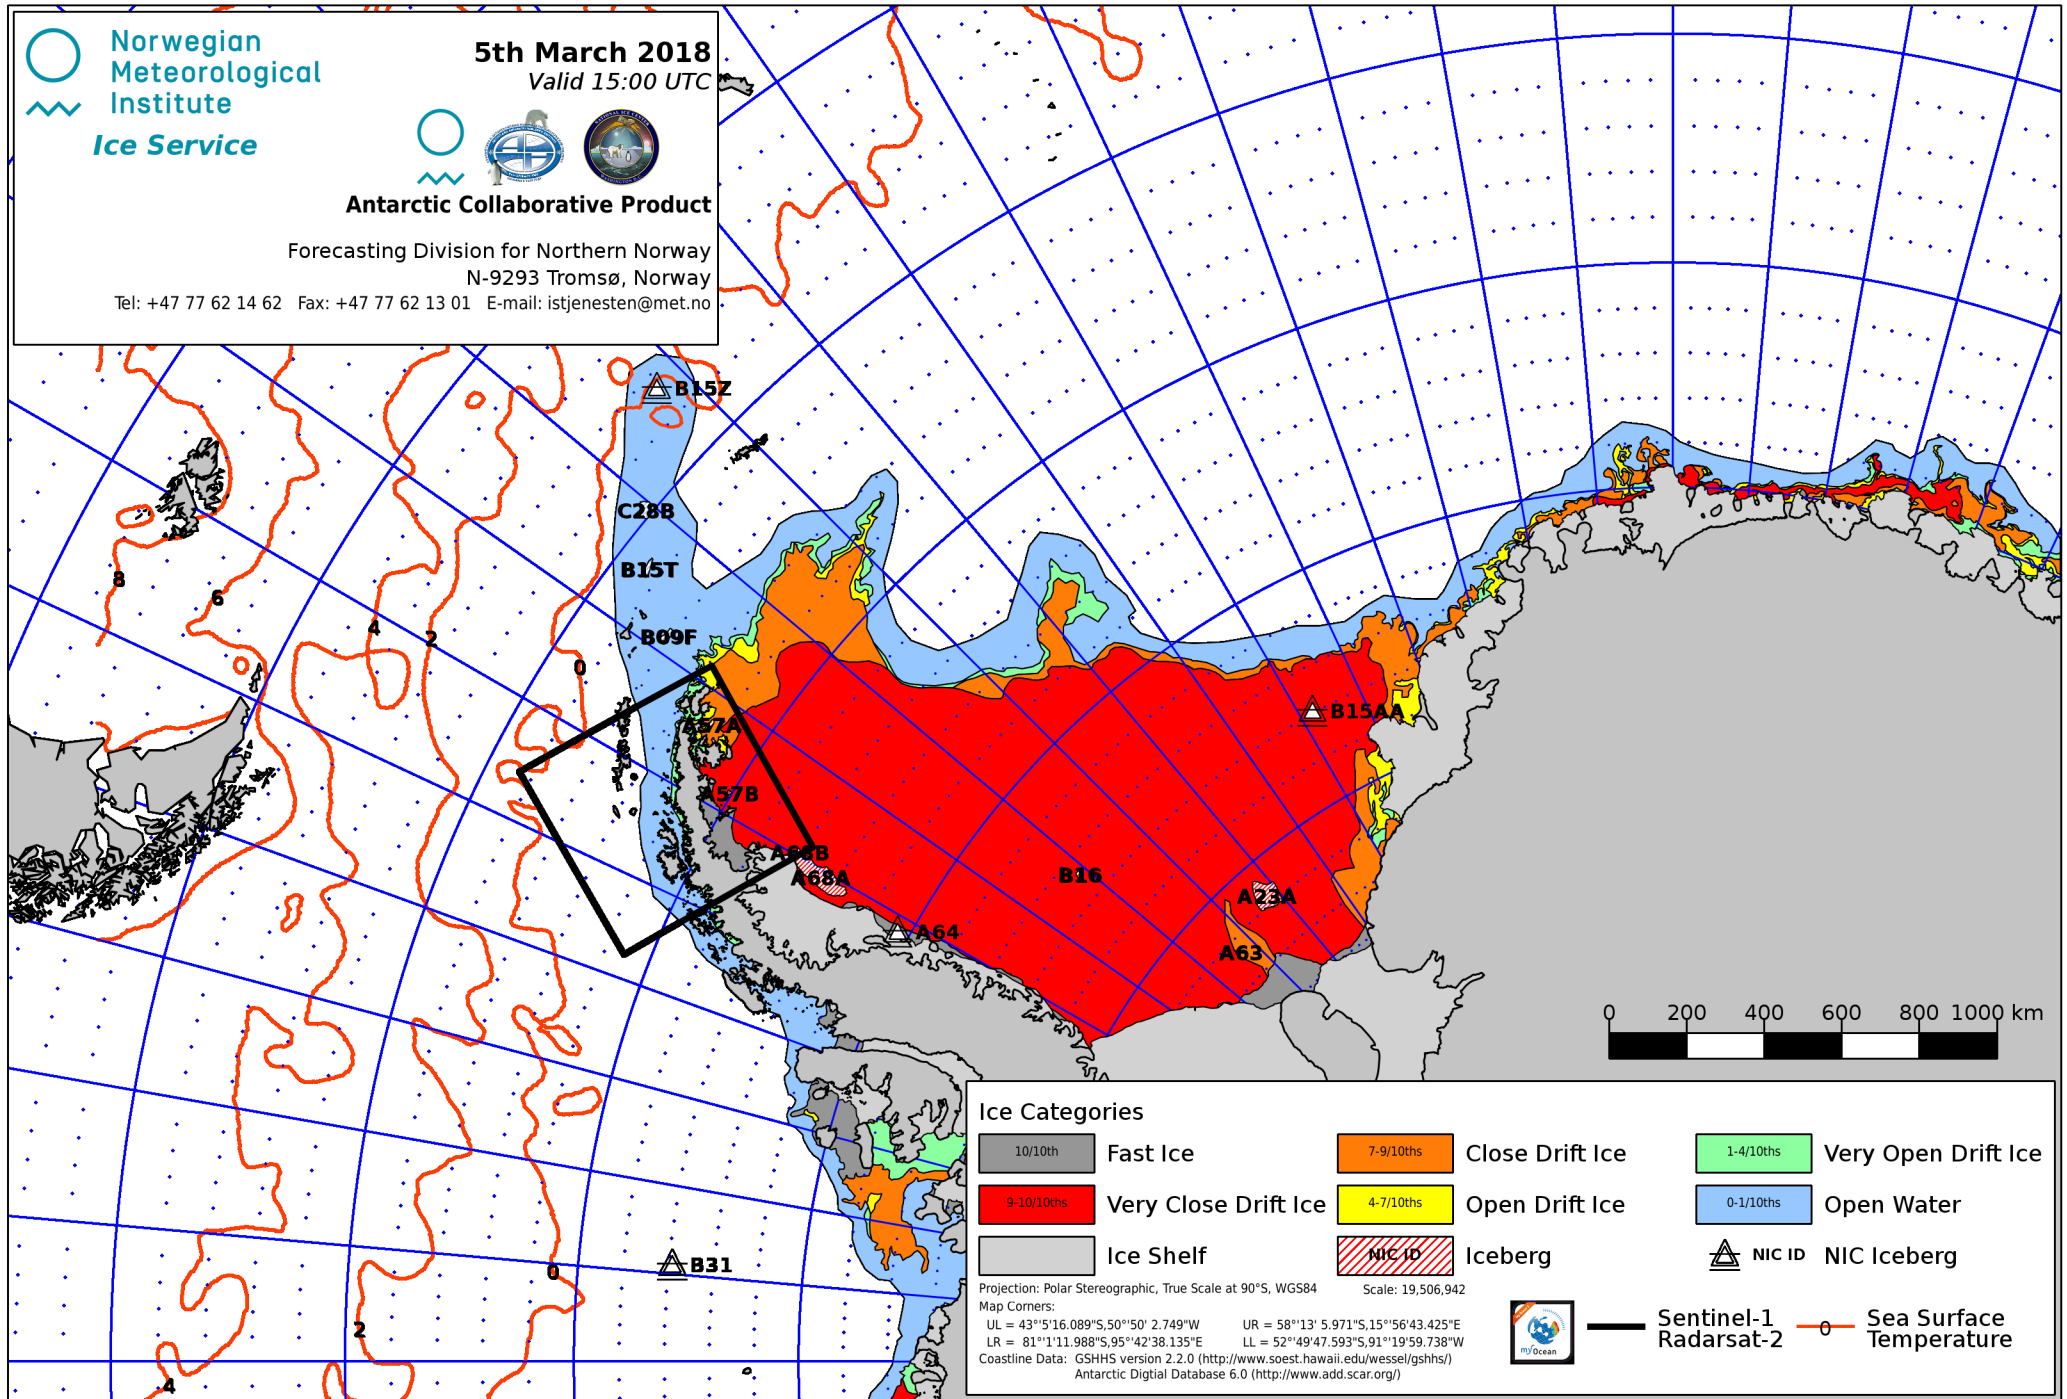 Norwegian
Meteorological
Institute
Ice Service
5th March 2018
Valid 15:00 UTC
Antarctic Collaborative Product
Forecasting Division for Northern Norway
N-9293 Tromsø, Norway
Tel: +47 77 62 14 62 Fax: +47 77 62 13 01 E-mail: istjenesten@met.no
B15Z
C28B
B15T
B09F
8
6
4
2
0
A57A
B15AA
A57B
A68B
A68A
B16
A23A
A64
A63
B31
0
2
4
0 200 400 600 800 1000 km
Ice Categories
10/10th Fast Ice 7-9/10ths Close Drift Ice 1-4/10ths Very Open Drift Ice
9-10/10ths Very Close Drift Ice 4-7/10ths Open Drift Ice 0-1/10ths Open Water
Ice Shelf NIC ID Iceberg NIC ID NIC Iceberg
Projection: Polar Stereographic, True Scale at 90°S, WGS84 Scale: 19,506,942
Map Corners:
UL = 43°'5'16.089"S,50°'50' 2.749"W UR = 58°'13' 5.971"S,15°'56'43.425"E
LR = 81°'1'11.988"S,95°'42'38.135"E LL = 52°'49'47.593"S,91°'19'59.738"W
Coastline Data: GSHHS version 2.2.0 (http://www.soest.hawaii.edu/wessel/gshhs/)
Antarctic Digtial Database 6.0 (http://www.add.scar.org/)
myOcean
Sentinel-1
Radarsat-2
0
Sea Surface
Temperature